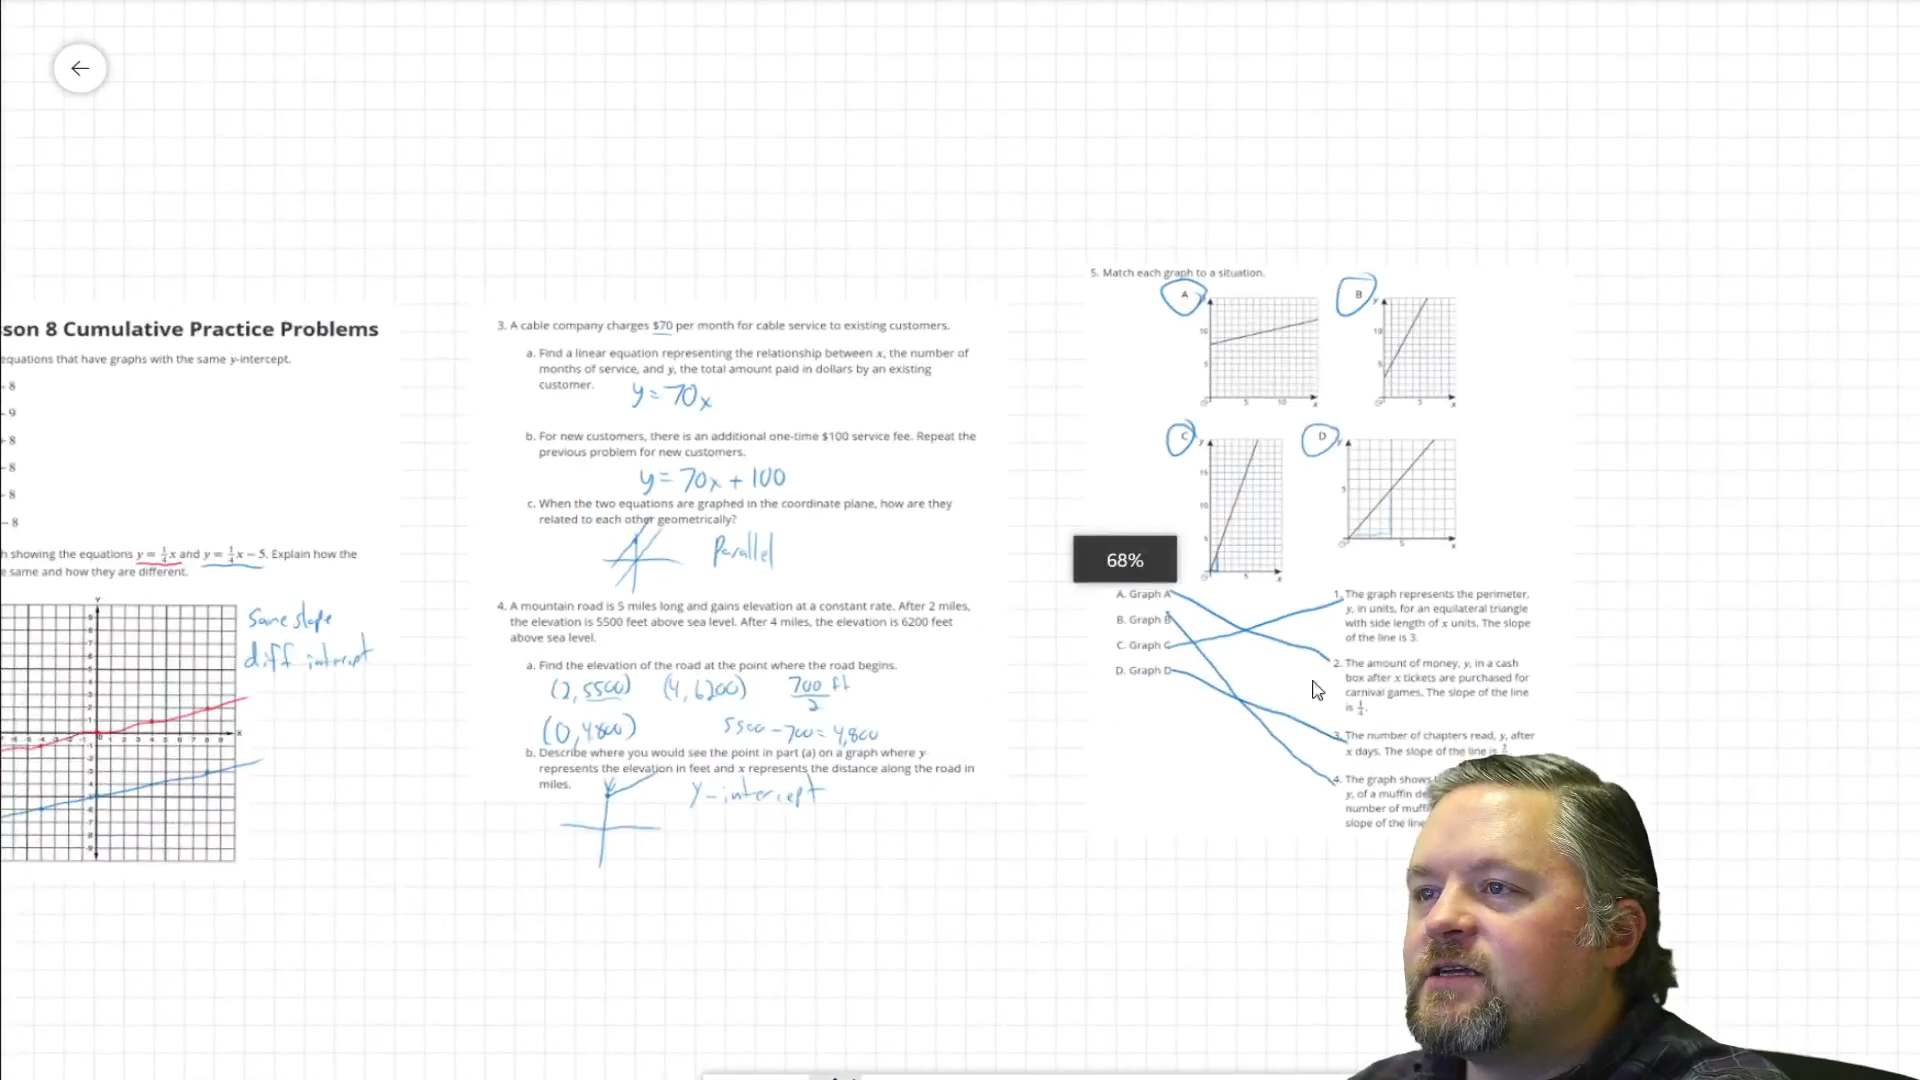 son 8 Cumulative Practice Problems
equations that have graphs with the same y-intercept.
- 8
- 9
- 8
- 8
- 8
- 8
h showing the equations y = 1/4 x and y = 1/4 x − 5. Explain how the
e same and how they are different.
same slope
diff intercept
3. A cable company charges $70 per month for cable service to existing customers.
a. Find a linear equation representing the relationship between x, the number of
months of service, and y, the total amount paid in dollars by an existing
customer.
y = 70x
b. For new customers, there is an additional one-time $100 service fee. Repeat the
previous problem for new customers.
y = 70x + 100
c. When the two equations are graphed in the coordinate plane, how are they
related to each other geometrically?
Parallel
4. A mountain road is 5 miles long and gains elevation at a constant rate. After 2 miles,
the elevation is 5500 feet above sea level. After 4 miles, the elevation is 6200 feet
above sea level.
a. Find the elevation of the road at the point where the road begins.
(2, 5500) (4, 6200) 700 ft
2
(0, 4800) 5500 - 700 = 4,800
b. Describe where you would see the point in part (a) on a graph where y
represents the elevation in feet and x represents the distance along the road in
miles.
y-intercept
5. Match each graph to a situation.
A
B
C
D
68%
A. Graph A
B. Graph B
C. Graph C
D. Graph D
1. The graph represents the perimeter,
y, in units, for an equilateral triangle
with side length of x units. The slope
of the line is 3.
2. The amount of money, y, in a cash
box after x tickets are purchased for
carnival games. The slope of the line
is 1/4.
3. The number of chapters read, y, after
x days. The slope of the line is
4. The graph shows
y, of a muffin
number of
slope of the line